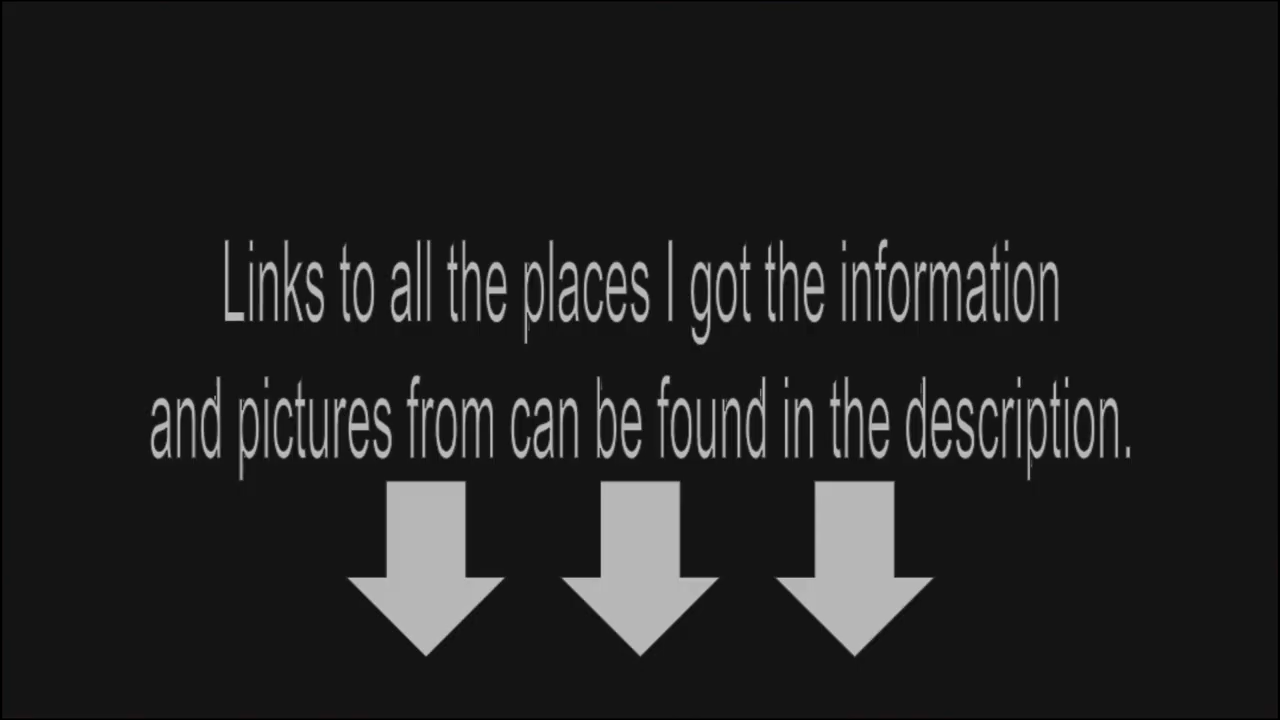 Links to all the places I got the information
and pictures from can be found in the description.